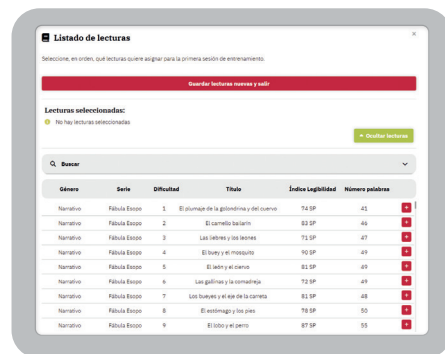 Listado de lecturas
×
Seleccione, en orden, qué lecturas quiere asignar para la primera sesión de entrenamiento.
Guardar lecturas nuevas y salir
Lecturas seleccionadas:
No hay lecturas seleccionadas
Ocultar lecturas
Buscar
Género Serie Dificultad Título Índice Legibilidad Número palabras
Narrativo Fábula Esopo 1 El plumaje de la golondrina y del cuervo 74 SP 41 +
Narrativo Fábula Esopo 2 El camello bailarín 83 SP 46 +
Narrativo Fábula Esopo 3 Las liebres y los leones 71 SP 47 +
Narrativo Fábula Esopo 4 El buey y el mosquito 90 SP 49 +
Narrativo Fábula Esopo 5 El león y el ciervo 81 SP 49 +
Narrativo Fábula Esopo 6 Las gallinas y la comadreja 72 SP 49 +
Narrativo Fábula Esopo 7 Los bueyes y el eje de la carreta 81 SP 48 +
Narrativo Fábula Esopo 8 El estómago y los pies 78 SP 50 +
Narrativo Fábula Esopo 9 El lobo y el perro 87 SP 55 +